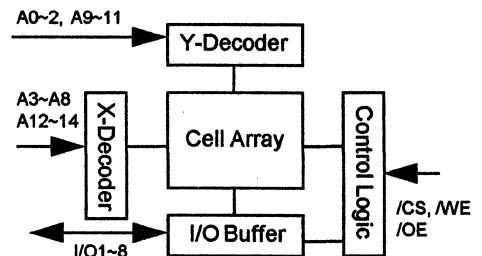 A0~2, A9~11
Y-Decoder
A3~A8
A12~14
X-Decoder
Cell Array
Control Logic
/CS, /WE
/OE
I/O Buffer
I/O1~8